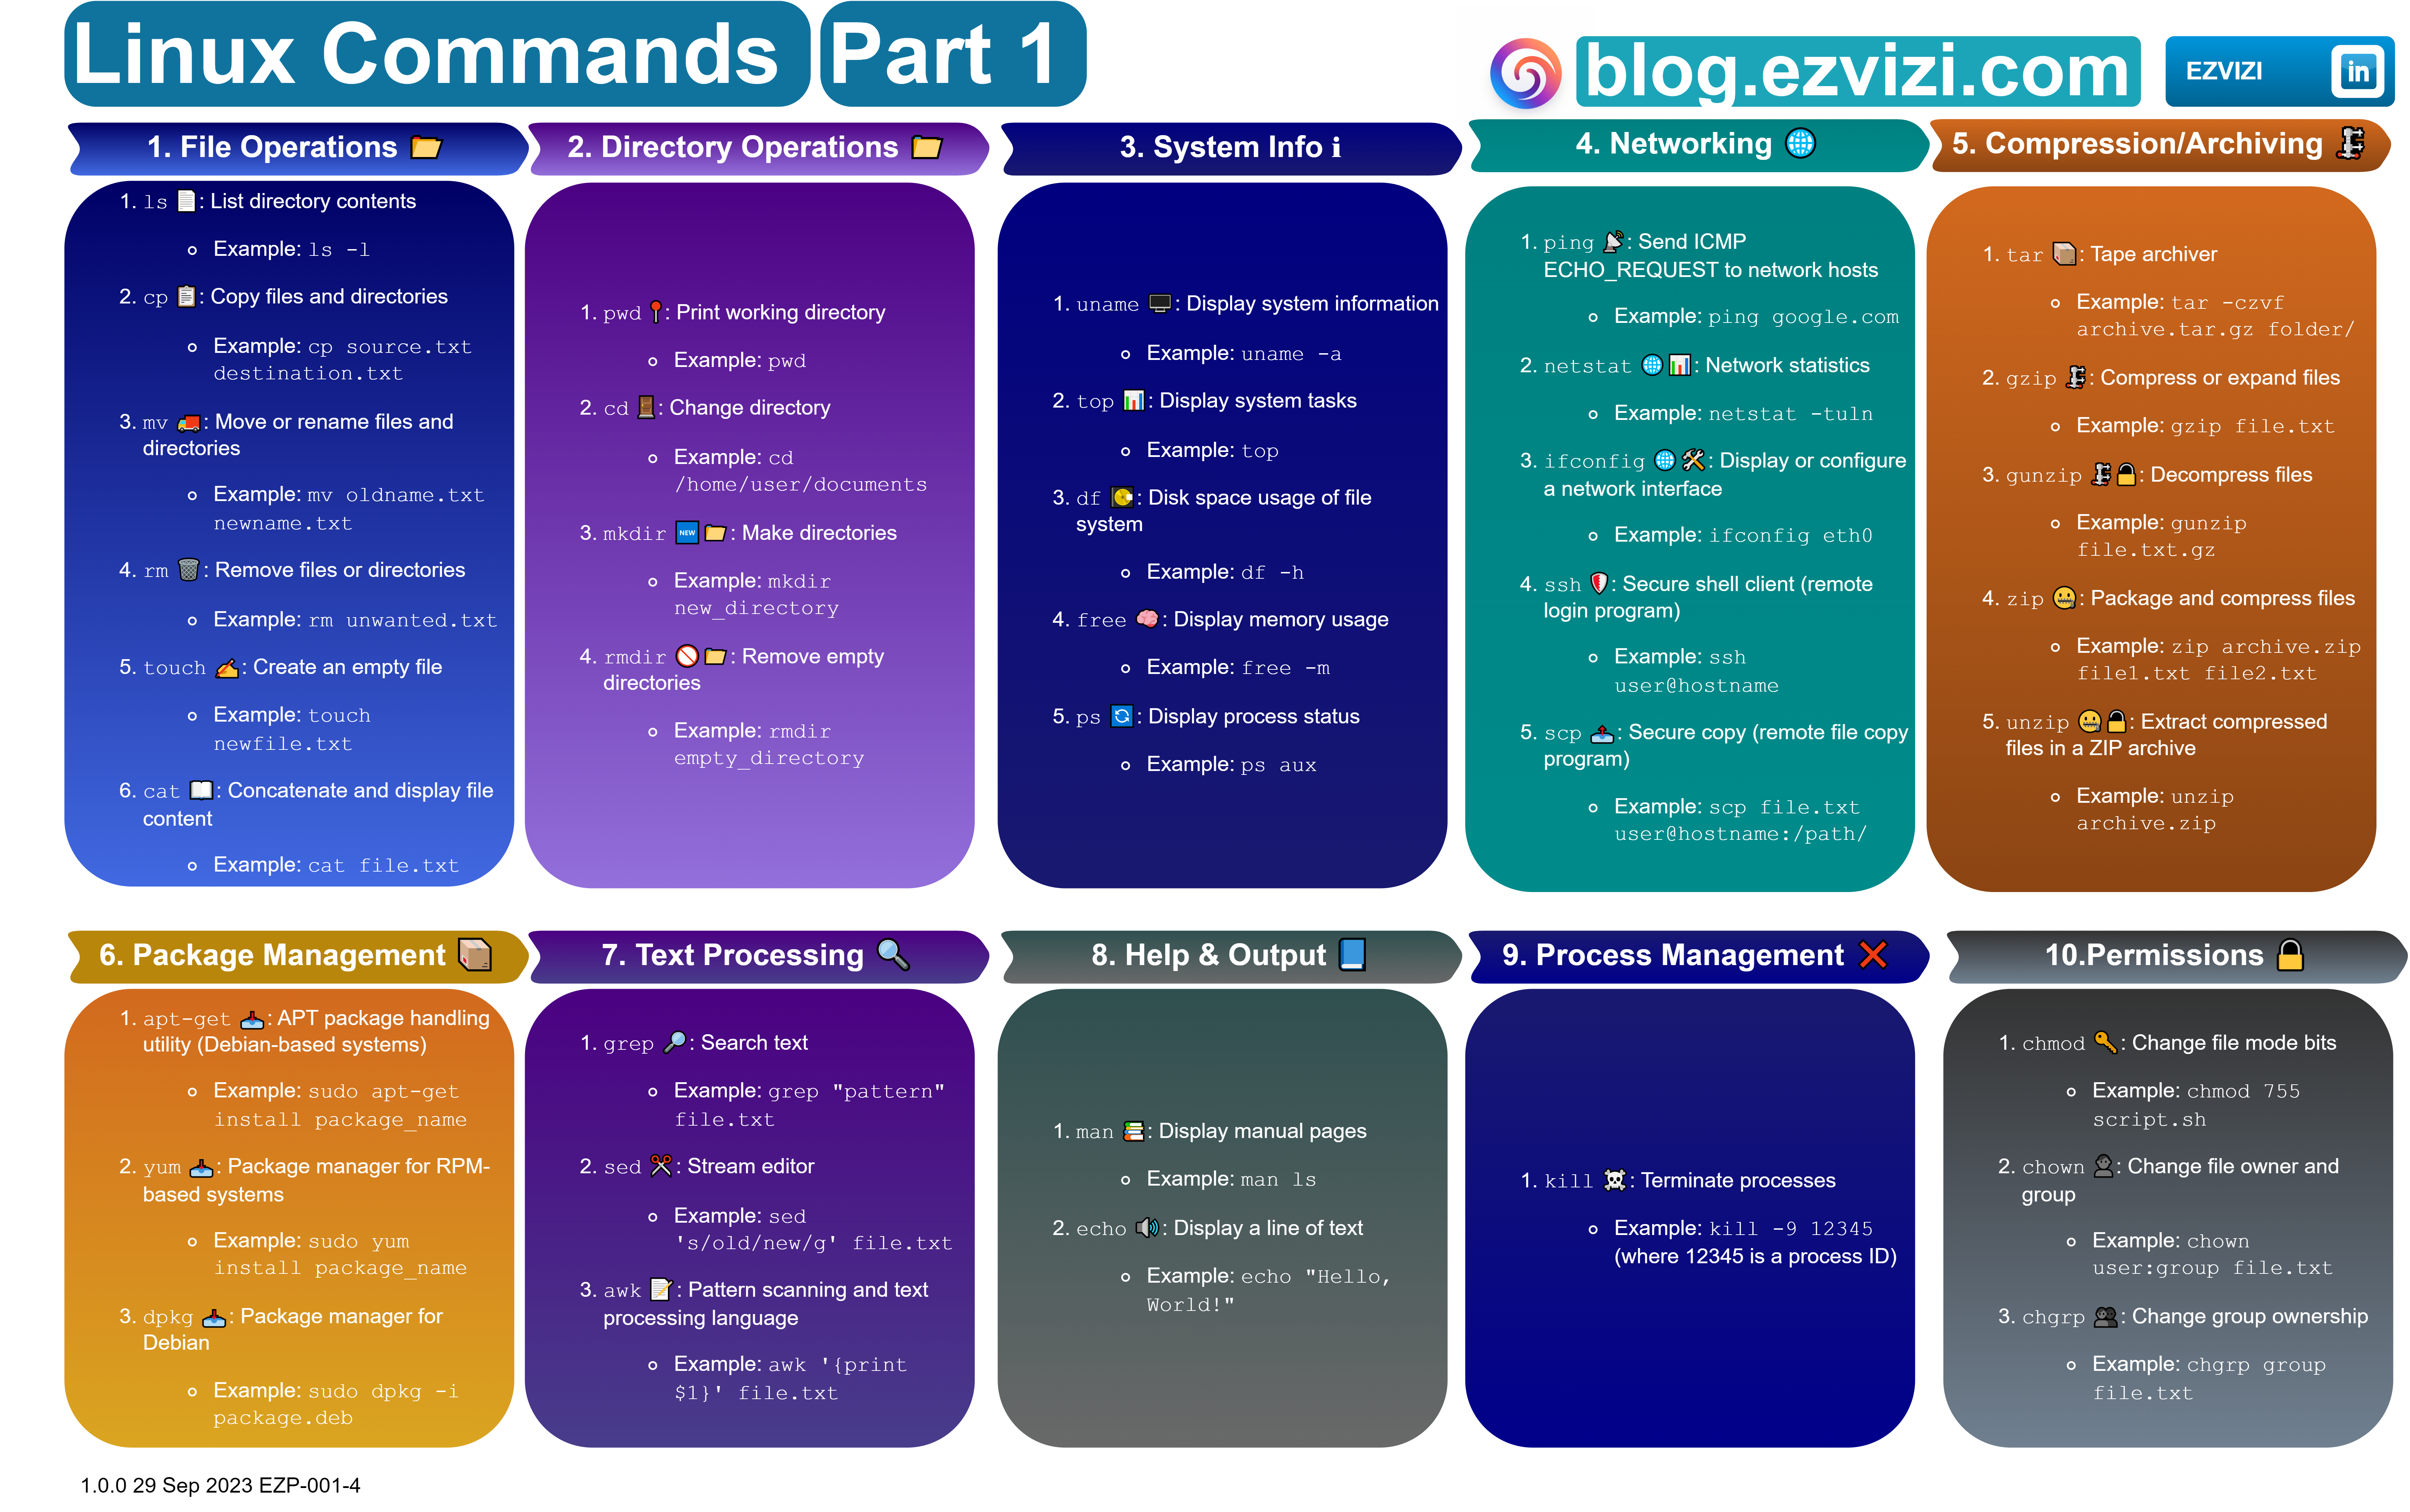 Linux Commands Part 1
blog.ezvizi.com
EZVIZI
in
1. File Operations
1. ls : List directory contents
Example: ls -l
2. cp : Copy files and directories
Example: cp source.txt
destination.txt
3. mv : Move or rename files and
directories
Example: mv oldname.txt
newname.txt
4. rm : Remove files or directories
Example: rm unwanted.txt
5. touch : Create an empty file
Example: touch
newfile.txt
6. cat : Concatenate and display file
content
Example: cat file.txt
2. Directory Operations
1. pwd : Print working directory
Example: pwd
2. cd : Change directory
Example: cd
/home/user/documents
3. mkdir NEW : Make directories
Example: mkdir
new_directory
4. rmdir : Remove empty
directories
Example: rmdir
empty_directory
3. System Info ℹ
1. uname : Display system information
Example: uname -a
2. top : Display system tasks
Example: top
3. df : Disk space usage of file
system
Example: df -h
4. free : Display memory usage
Example: free -m
5. ps : Display process status
Example: ps aux
4. Networking
1. ping : Send ICMP
ECHO_REQUEST to network hosts
Example: ping google.com
2. netstat : Network statistics
Example: netstat -tuln
3. ifconfig : Display or configure
a network interface
Example: ifconfig eth0
4. ssh : Secure shell client (remote
login program)
Example: ssh
user@hostname
5. scp : Secure copy (remote file copy
program)
Example: scp file.txt
user@hostname:/path/
5. Compression/Archiving
1. tar : Tape archiver
Example: tar -czvf
archive.tar.gz folder/
2. gzip : Compress or expand files
Example: gzip file.txt
3. gunzip : Decompress files
Example: gunzip
file.txt.gz
4. zip : Package and compress files
Example: zip archive.zip
file1.txt file2.txt
5. unzip : Extract compressed
files in a ZIP archive
Example: unzip
archive.zip
6. Package Management
1. apt-get : APT package handling
utility (Debian-based systems)
Example: sudo apt-get
install package_name
2. yum : Package manager for RPM-
based systems
Example: sudo yum
install package_name
3. dpkg : Package manager for
Debian
Example: sudo dpkg -i
package.deb
7. Text Processing
1. grep : Search text
Example: grep "pattern"
file.txt
2. sed : Stream editor
Example: sed
's/old/new/g' file.txt
3. awk : Pattern scanning and text
processing language
Example: awk '{print
$1}' file.txt
8. Help & Output
1. man : Display manual pages
Example: man ls
2. echo : Display a line of text
Example: echo "Hello,
World!"
9. Process Management
1. kill : Terminate processes
Example: kill -9 12345
(where 12345 is a process ID)
10.Permissions
1. chmod : Change file mode bits
Example: chmod 755
script.sh
2. chown : Change file owner and
group
Example: chown
user:group file.txt
3. chgrp : Change group ownership
Example: chgrp group
file.txt
1.0.0 29 Sep 2023 EZP-001-4